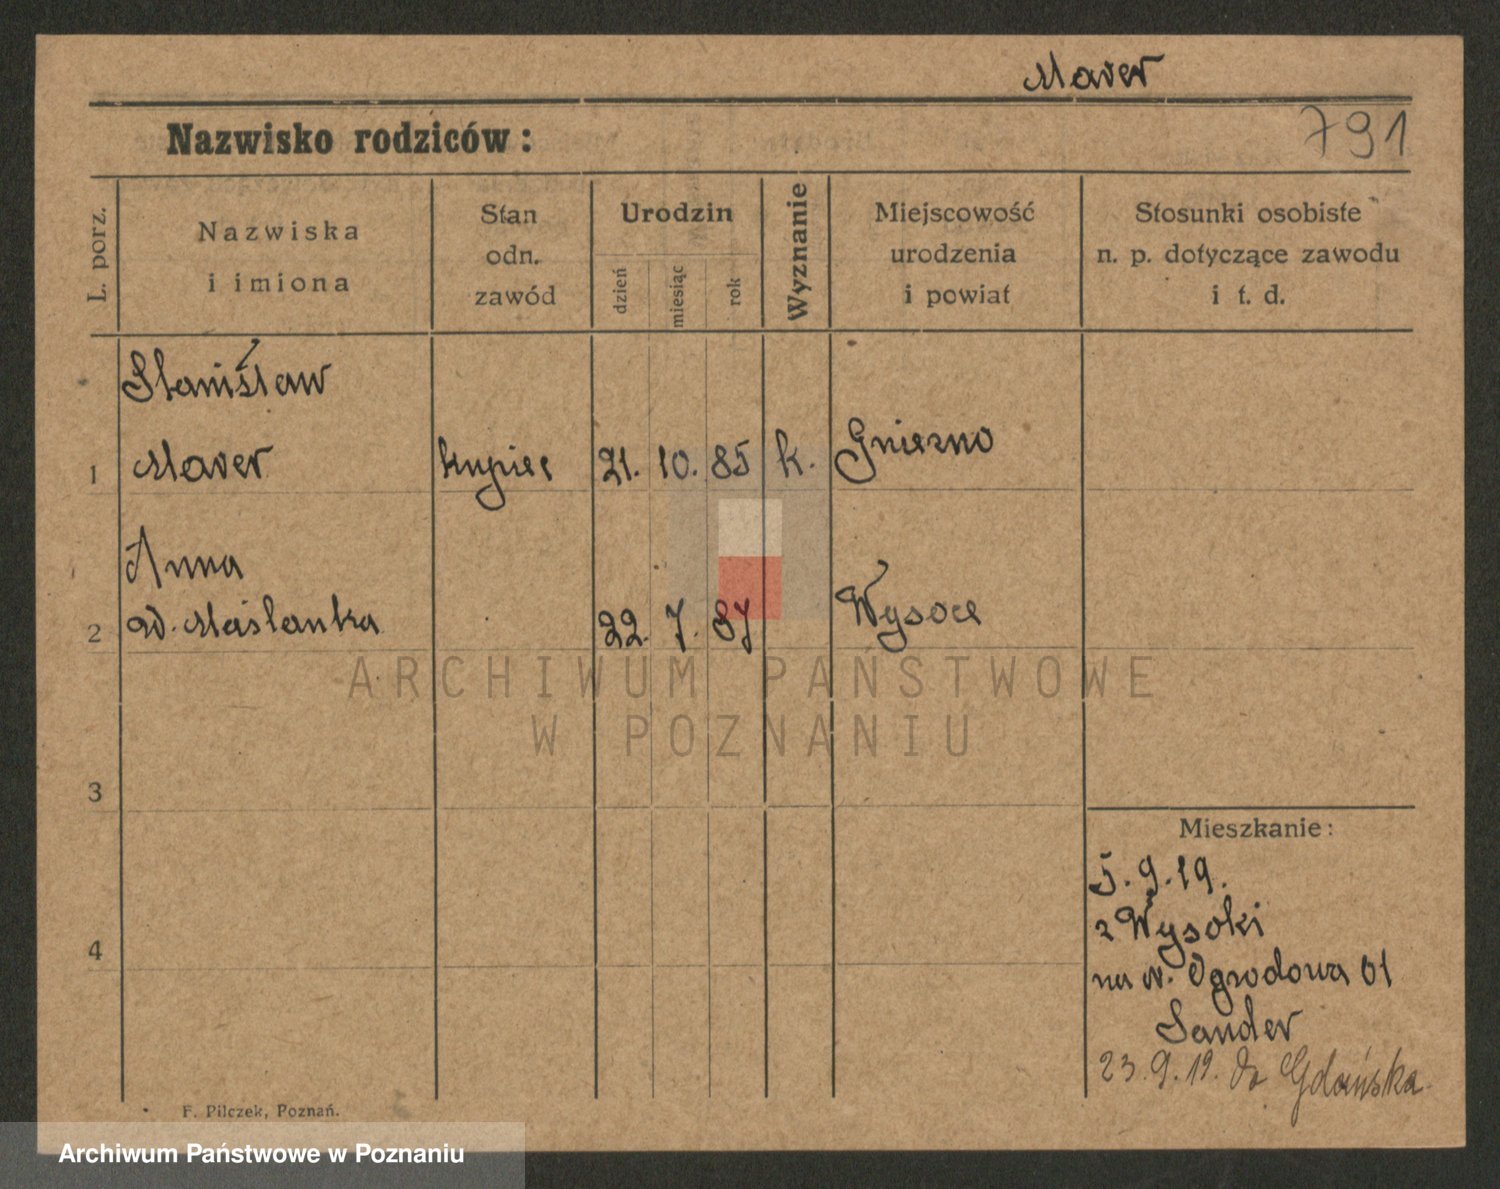 Maver
Nazwisko rodziców:
791
L. porz.
Nazwiska
i imiona
Stan
odn.
zawód
Urodzin
dzień
miesiąc
rok
Wyznanie
Miejscowość
urodzenia
i powiat
Stosunki osobiste
n. p. dotyczące zawodu
i t. d.
Stanisław
1 Maver kupiec 21. 10. 85 k. Gniezno
Anna
2 w. Maślanka 22. 7. 87 Wysoce
ARCHIWUM PAŃSTWOWE
W POZNANIU
3
Mieszkanie:
5.9.19.
z Wysoki
na w. Ogrodowa 01
4
Sander
23.9.19. do Gdańska
F. Pilczek, Poznań.
Archiwum Państwowe w Poznaniu